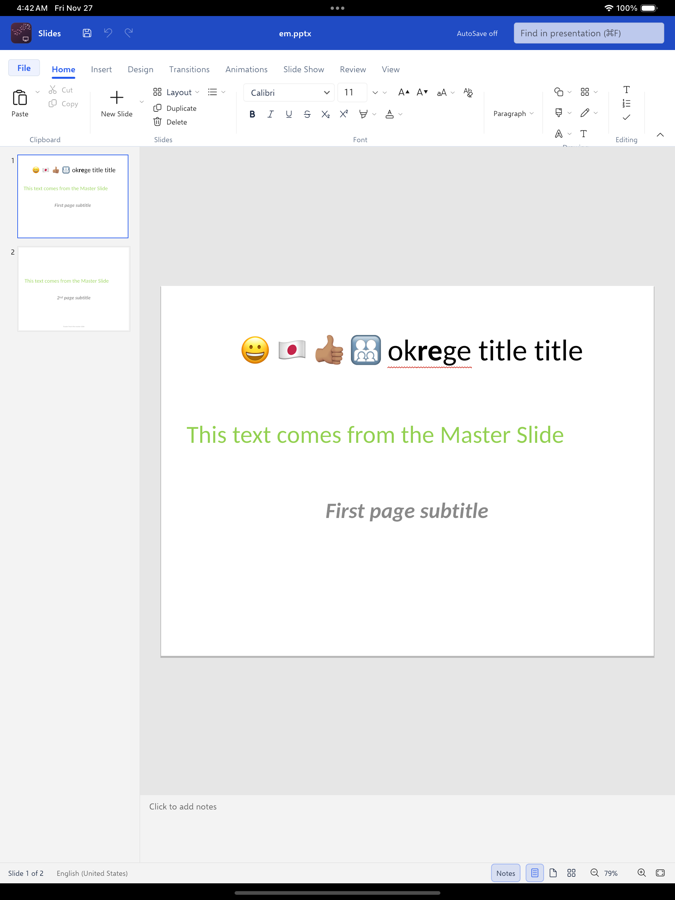 4:42 AM Fri Nov 27
100%
Slides
em.pptx
AutoSave off
Find in presentation (⌘F)
File Home Insert Design Transitions Animations Slide Show Review View
Paste
Cut
Copy
Clipboard
New Slide
Layout
Duplicate
Delete
Slides
Calibri 11
Font
Paragraph
Editing
1
😀 🇯🇵 👍🏽 okrege title title
This text comes from the Master Slide
First page subtitle
2
This text comes from the Master Slide
2nd page subtitle
😀 🇯🇵 👍🏽 okrege title title
This text comes from the Master Slide
First page subtitle
Click to add notes
Slide 1 of 2 English (United States)
Notes
79%